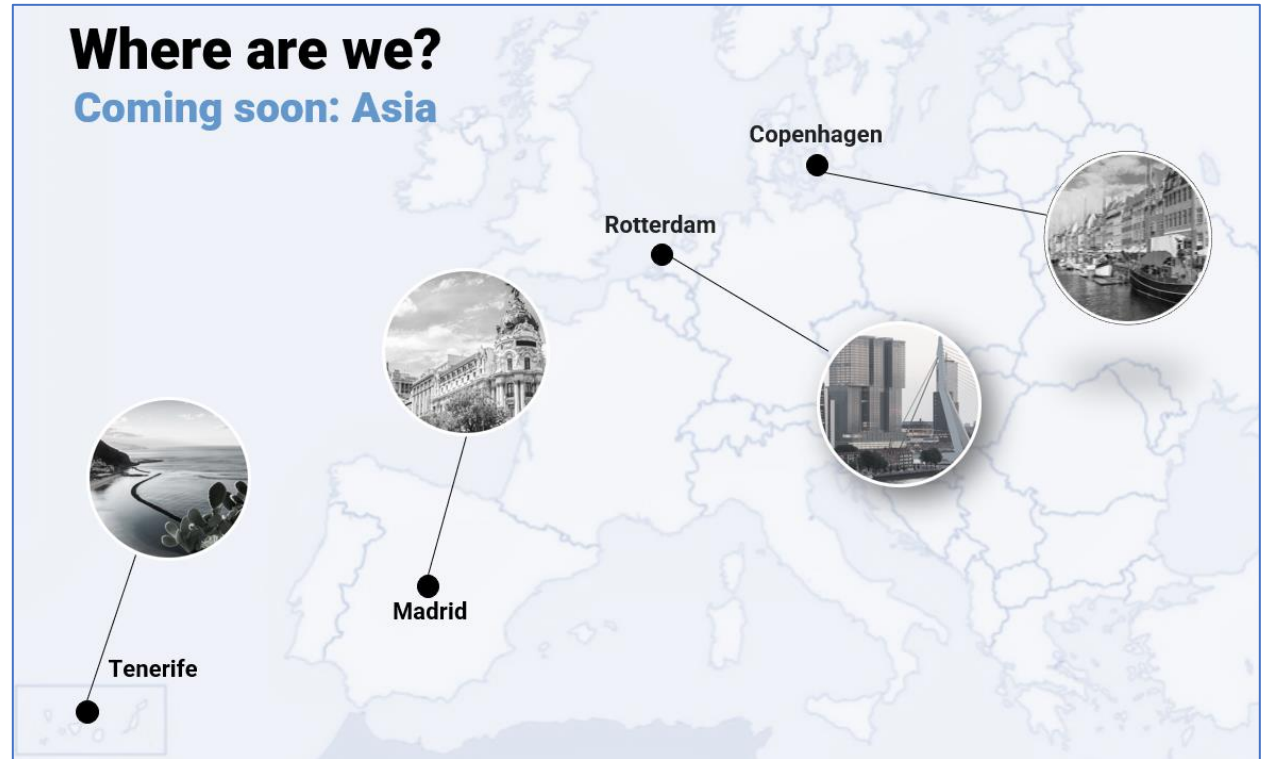 Where are we?
Coming soon: Asia
Copenhagen
Rotterdam
Madrid
Tenerife